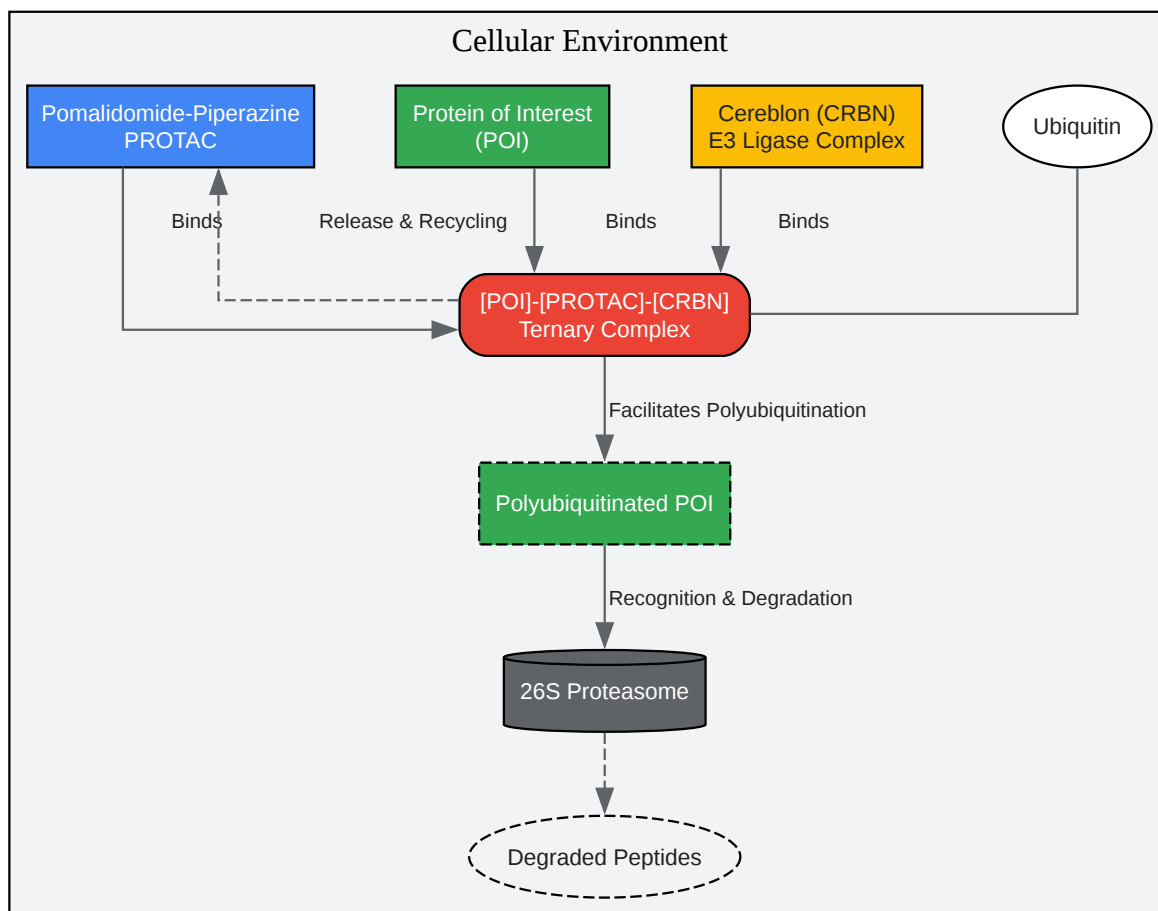 Cellular Environment
Pomalidomide-Piperazine
PROTAC
Protein of Interest
(POI)
Cereblon (CRBN)
E3 Ligase Complex
Ubiquitin
Binds
Release & Recycling
Binds
Binds
[POI]-[PROTAC]-[CRBN]
Ternary Complex
Facilitates Polyubiquitination
Polyubiquitinated POI
Recognition & Degradation
26S Proteasome
Degraded Peptides